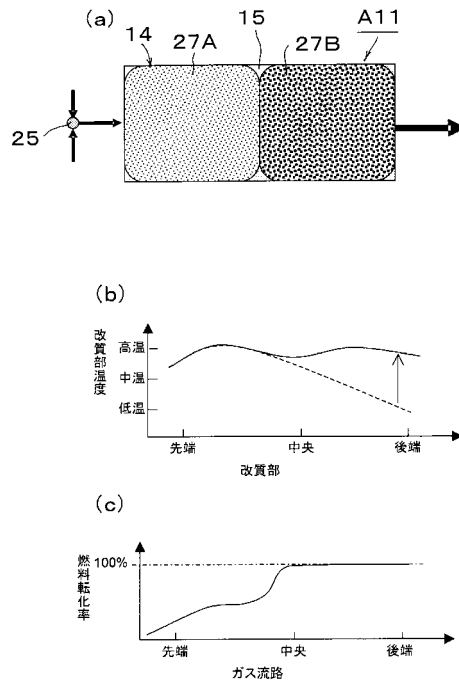 (a)
14
27A
15
27B
A11
25
(b)
改質部温度
高温
中温
低温
先端
中央
後端
改質部
(c)
燃料転化率
100%
先端
中央
後端
ガス流路